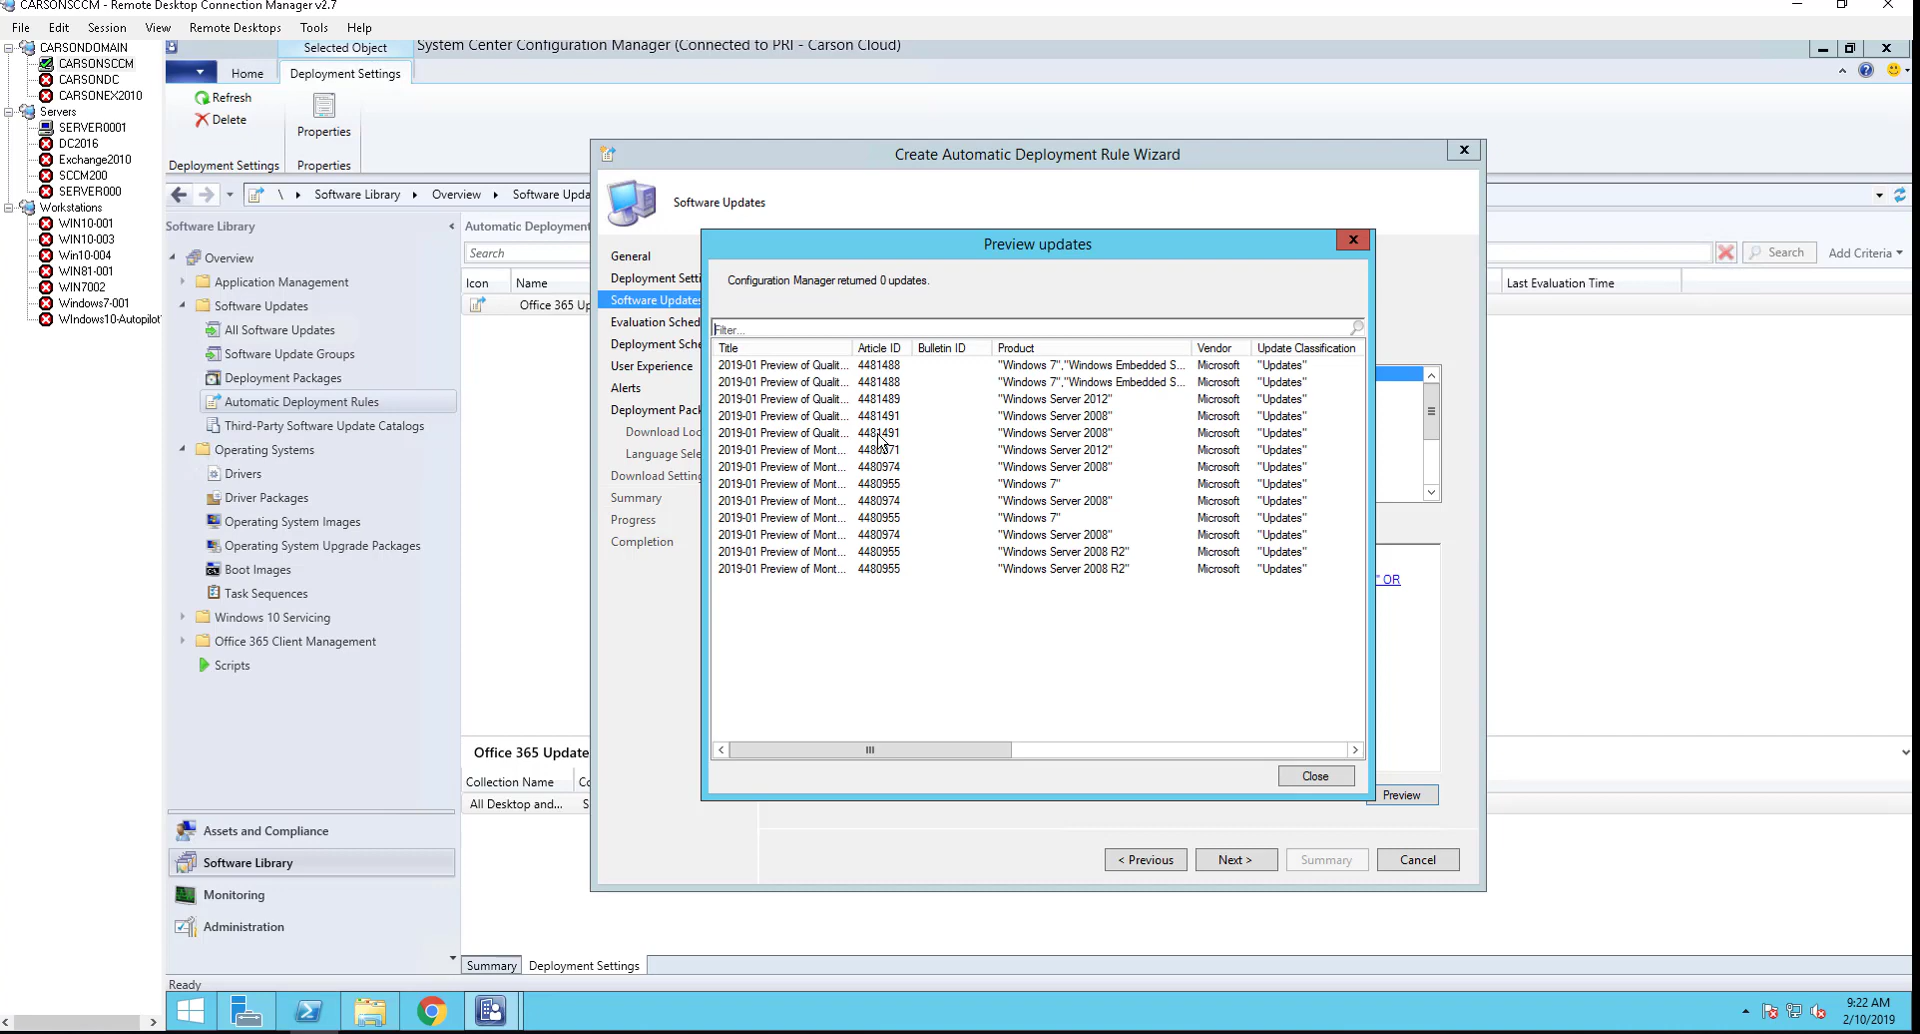 CARSONSCCM - Remote Desktop Connection Manager v2.7
File Edit Session View Remote Desktops Tools Help
CARSONDOMAIN
CARSONSCCM
CARSONDC
CARSONEX2010
Servers
SERVER0001
DC2016
Exchange2010
SCCM200
SERVER000
Workstations
WIN10-001
WIN10-003
Win10-004
WIN81-001
WIN7002
Windows7-001
WIndows10-Autopilot
Selected Object
System Center Configuration Manager (Connected to PRI - Carson Cloud)
Home Deployment Settings
Refresh
Delete
Properties
Deployment Settings Properties
\ Software Library Overview Software Upda
Software Library
Overview
Application Management
Software Updates
All Software Updates
Software Update Groups
Deployment Packages
Automatic Deployment Rules
Third-Party Software Update Catalogs
Operating Systems
Drivers
Driver Packages
Operating System Images
Operating System Upgrade Packages
Boot Images
Task Sequences
Windows 10 Servicing
Office 365 Client Management
Scripts
Assets and Compliance
Software Library
Monitoring
Administration
Automatic Deployment
Search
Search Add Criteria
Icon Name Last Evaluation Time
Office 365 Up
Office 365 Update
Collection Name Co
All Desktop and... S
Summary Deployment Settings
Ready
Create Automatic Deployment Rule Wizard
Software Updates
General
Deployment Setti
Software Updates
Evaluation Sched
Deployment Sche
User Experience
Alerts
Deployment Pack
Download Loc
Language Sele
Download Setting
Summary
Progress
Completion
" OR
Preview
< Previous Next > Summary Cancel
Preview updates
Configuration Manager returned 0 updates.
Filter...
Title Article ID Bulletin ID Product Vendor Update Classification
2019-01 Preview of Qualit... 4481488 "Windows 7","Windows Embedded S... Microsoft "Updates"
2019-01 Preview of Qualit... 4481488 "Windows 7","Windows Embedded S... Microsoft "Updates"
2019-01 Preview of Qualit... 4481489 "Windows Server 2012" Microsoft "Updates"
2019-01 Preview of Qualit... 4481491 "Windows Server 2008" Microsoft "Updates"
2019-01 Preview of Qualit... 4481491 "Windows Server 2008" Microsoft "Updates"
2019-01 Preview of Mont... 4480971 "Windows Server 2012" Microsoft "Updates"
2019-01 Preview of Mont... 4480974 "Windows Server 2008" Microsoft "Updates"
2019-01 Preview of Mont... 4480955 "Windows 7" Microsoft "Updates"
2019-01 Preview of Mont... 4480974 "Windows Server 2008" Microsoft "Updates"
2019-01 Preview of Mont... 4480955 "Windows 7" Microsoft "Updates"
2019-01 Preview of Mont... 4480974 "Windows Server 2008" Microsoft "Updates"
2019-01 Preview of Mont... 4480955 "Windows Server 2008 R2" Microsoft "Updates"
2019-01 Preview of Mont... 4480955 "Windows Server 2008 R2" Microsoft "Updates"
Close
9:22 AM
2/10/2019